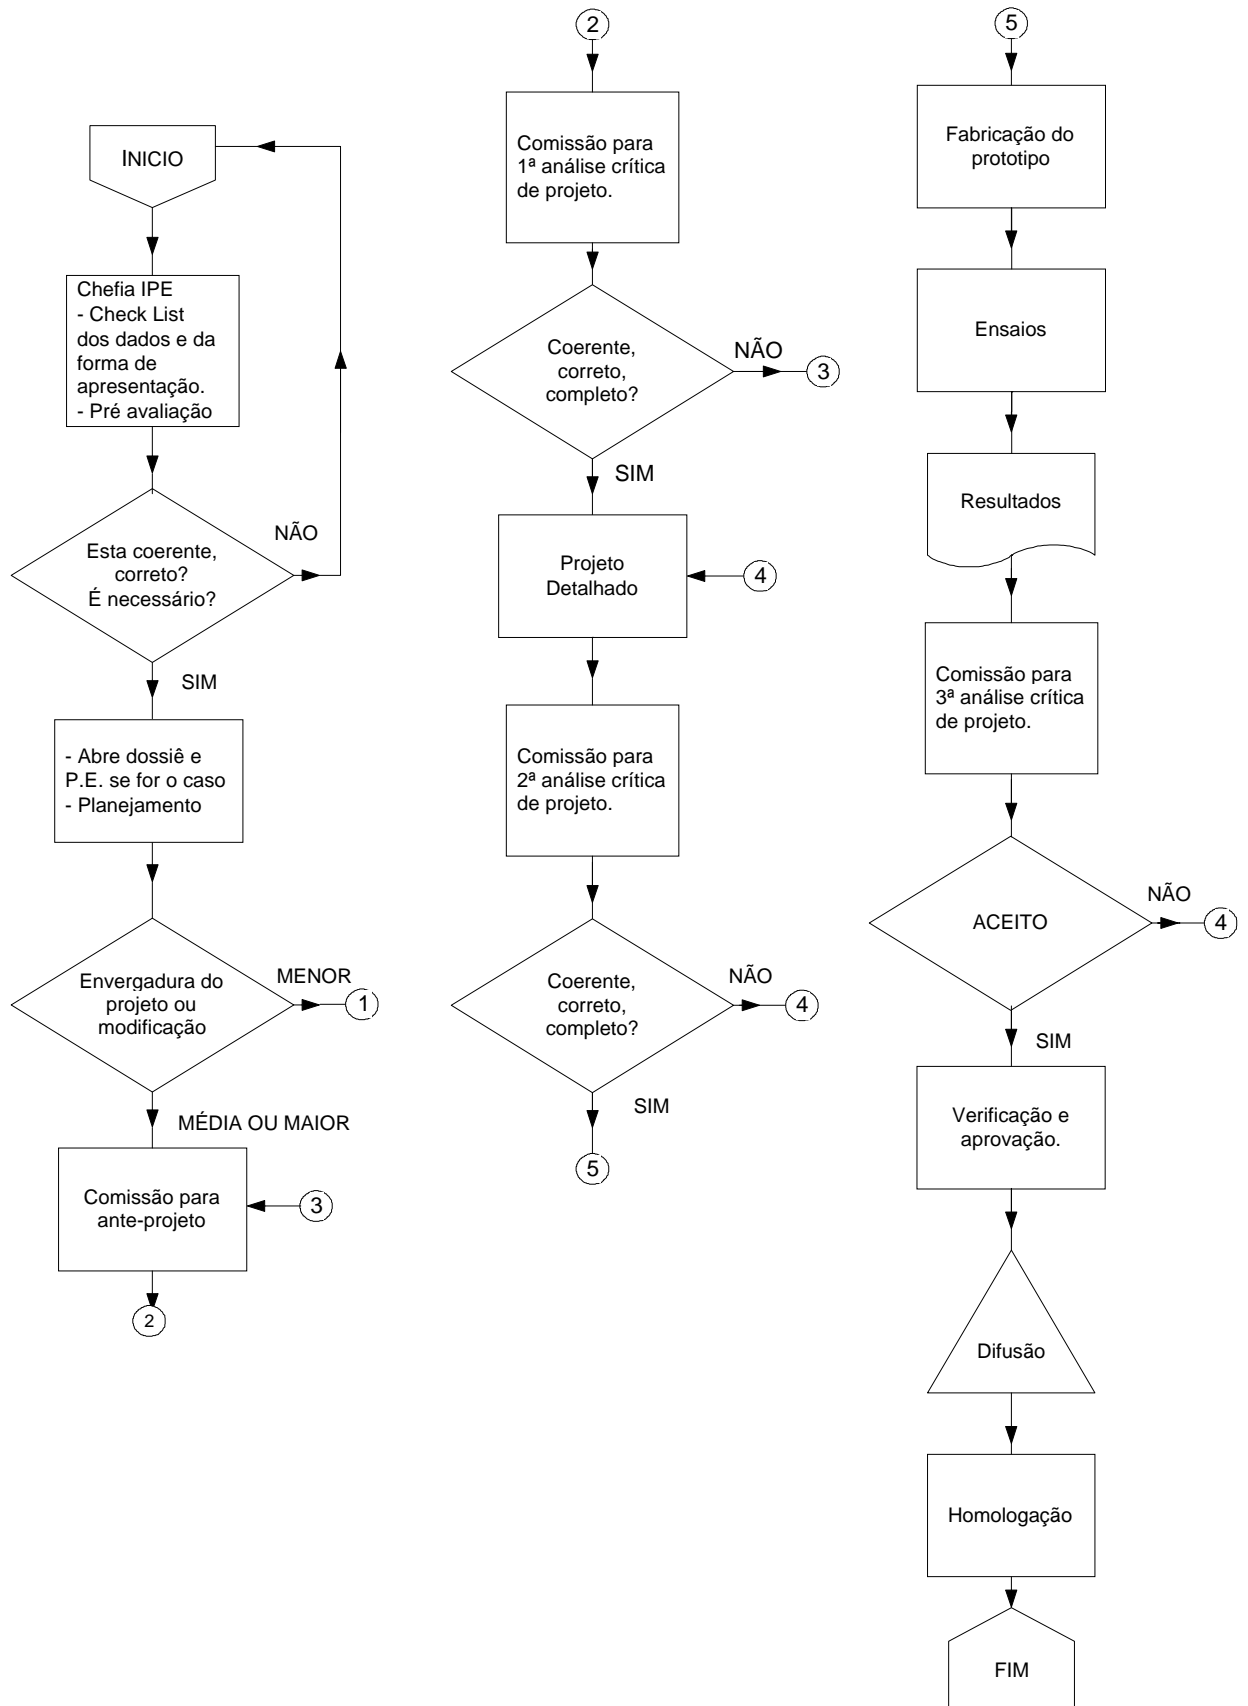 INICIO
Chefia IPE
- Check List
dos dados e da
forma de
apresentação.
- Pré avaliação
Esta coerente,
correto?
É necessário?
NÃO
SIM
- Abre dossiê e
P.E. se for o caso
- Planejamento
Envergadura do
projeto ou
modificação
MENOR
1
MÉDIA OU MAIOR
Comissão para
ante-projeto
3
2
2
Comissão para
1ª análise crítica
de projeto.
Coerente,
correto,
completo?
NÃO
3
SIM
Projeto
Detalhado
4
Comissão para
2ª análise crítica
de projeto.
Coerente,
correto,
completo?
NÃO
4
SIM
5
5
Fabricação do
prototipo
Ensaios
Resultados
Comissão para
3ª análise crítica
de projeto.
ACEITO
NÃO
4
SIM
Verificação e
aprovação.
Difusão
Homologação
FIM